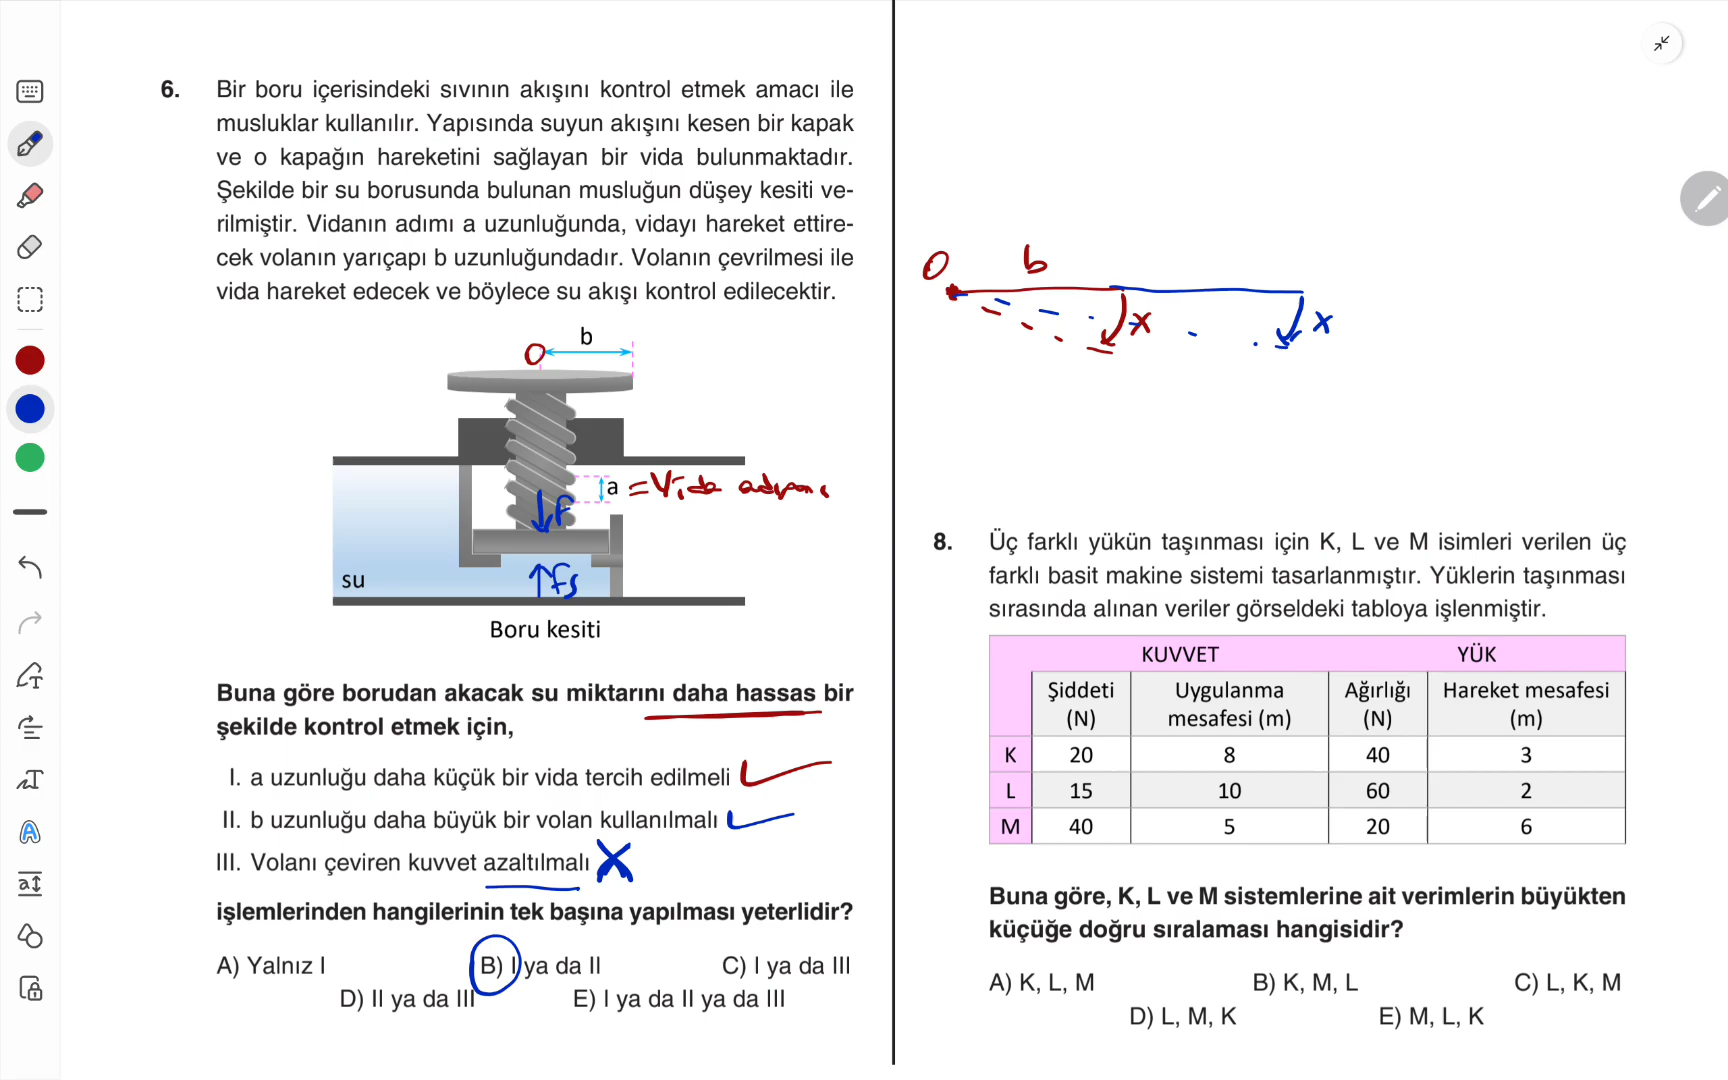 6. Bir boru içerisindeki sıvının akışını kontrol etmek amacı ile
musluklar kullanılır. Yapısında suyun akışını kesen bir kapak
ve o kapağın hareketini sağlayan bir vida bulunmaktadır.
Şekilde bir su borusunda bulunan musluğun düşey kesiti ve-
rilmiştir. Vidanın adımı a uzunluğunda, vidayı hareket ettire-
cek volanın yarıçapı b uzunluğundadır. Volanın çevrilmesi ile
vida hareket edecek ve böylece su akışı kontrol edilecektir.
b
O
a = Vida adımı
F
Fs
su
Boru kesiti
Buna göre borudan akacak su miktarını daha hassas bir
şekilde kontrol etmek için,
I. a uzunluğu daha küçük bir vida tercih edilmeli
II. b uzunluğu daha büyük bir volan kullanılmalı
III. Volanı çeviren kuvvet azaltılmalı
işlemlerinden hangilerinin tek başına yapılması yeterlidir?
A) Yalnız I B) I ya da II C) I ya da III
D) II ya da III E) I ya da II ya da III
O b
x x
8. Üç farklı yükün taşınması için K, L ve M isimleri verilen üç
farklı basit makine sistemi tasarlanmıştır. Yüklerin taşınması
sırasında alınan veriler görseldeki tabloya işlenmiştir.
KUVVET YÜK
Şiddeti Uygulanma Ağırlığı Hareket mesafesi
(N) mesafesi (m) (N) (m)
K 20 8 40 3
L 15 10 60 2
M 40 5 20 6
Buna göre, K, L ve M sistemlerine ait verimlerin büyükten
küçüğe doğru sıralaması hangisidir?
A) K, L, M B) K, M, L C) L, K, M
D) L, M, K E) M, L, K